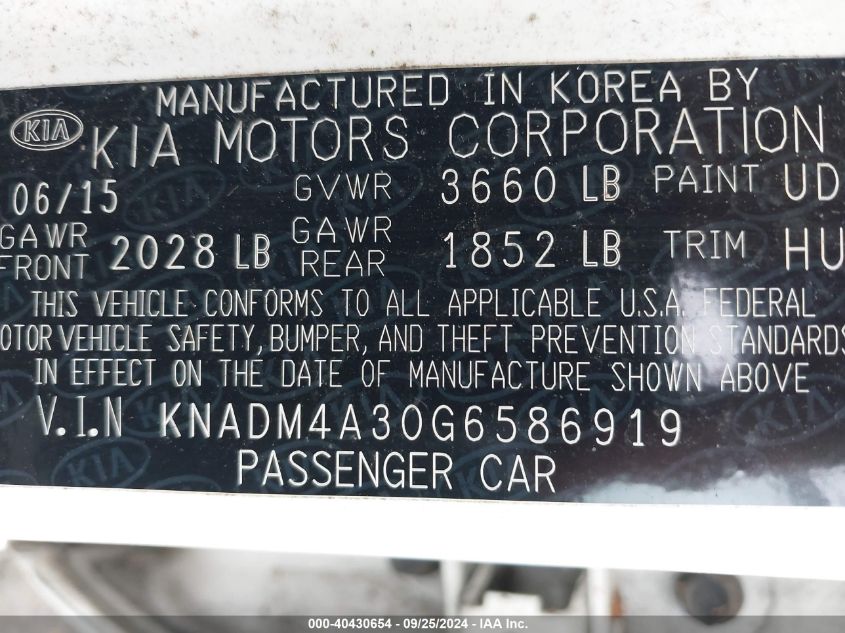 MANUFACTURED IN KOREA BY
KIA KIA MOTORS CORPORATION
06/15 GVWR 3660 LB PAINT UD
GAWR FRONT 2028 LB GAWR REAR 1852 LB TRIM HU
THIS VEHICLE CONFORMS TO ALL APPLICABLE U.S.A. FEDERAL
OTOR VEHICLE SAFETY, BUMPER, AND THEFT PREVENTION STANDARDS
IN EFFECT ON THE DATE OF MANUFACTURE SHOWN ABOVE
V.I.N KNADM4A30G6586919
PASSENGER CAR
000-40430654 - 09/25/2024 - IAAI.com